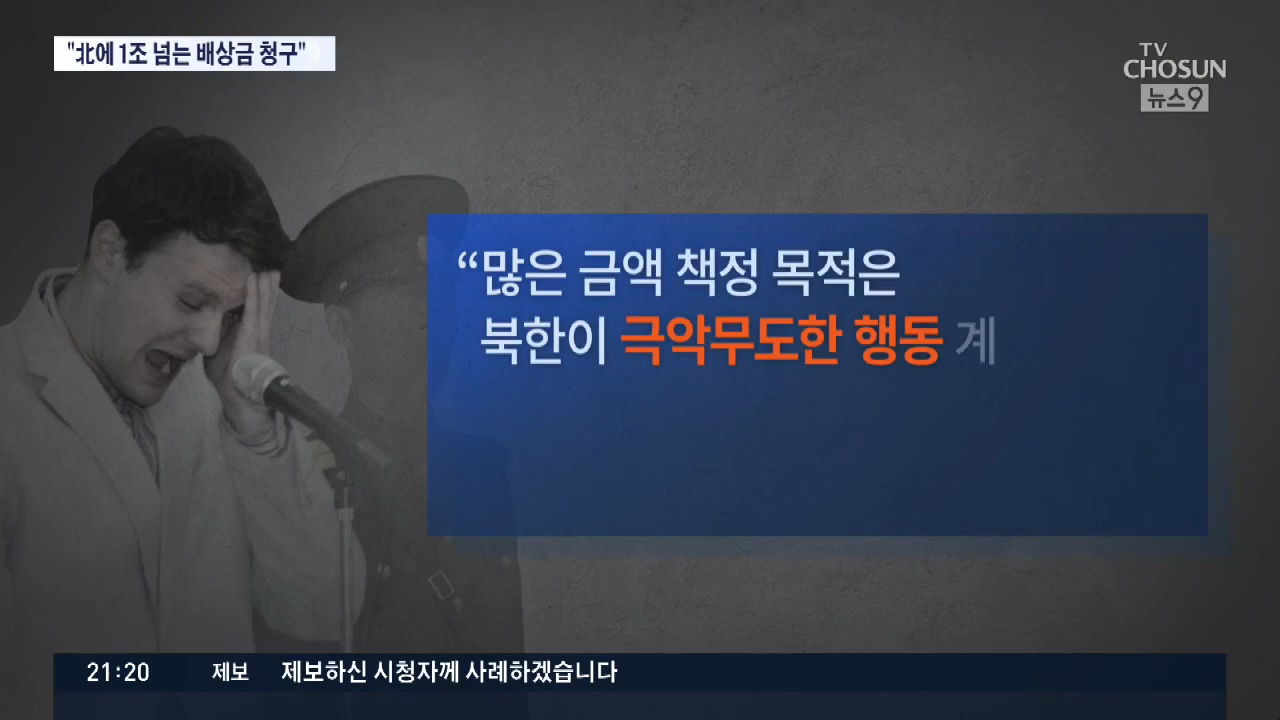 "北에 1조 넘는 배상금 청구"
TV
CHOSUN
뉴스9
“많은 금액 책정 목적은
북한이 극악무도한 행동 계
21:20 제보 제보하신 시청자께 사례하겠습니다